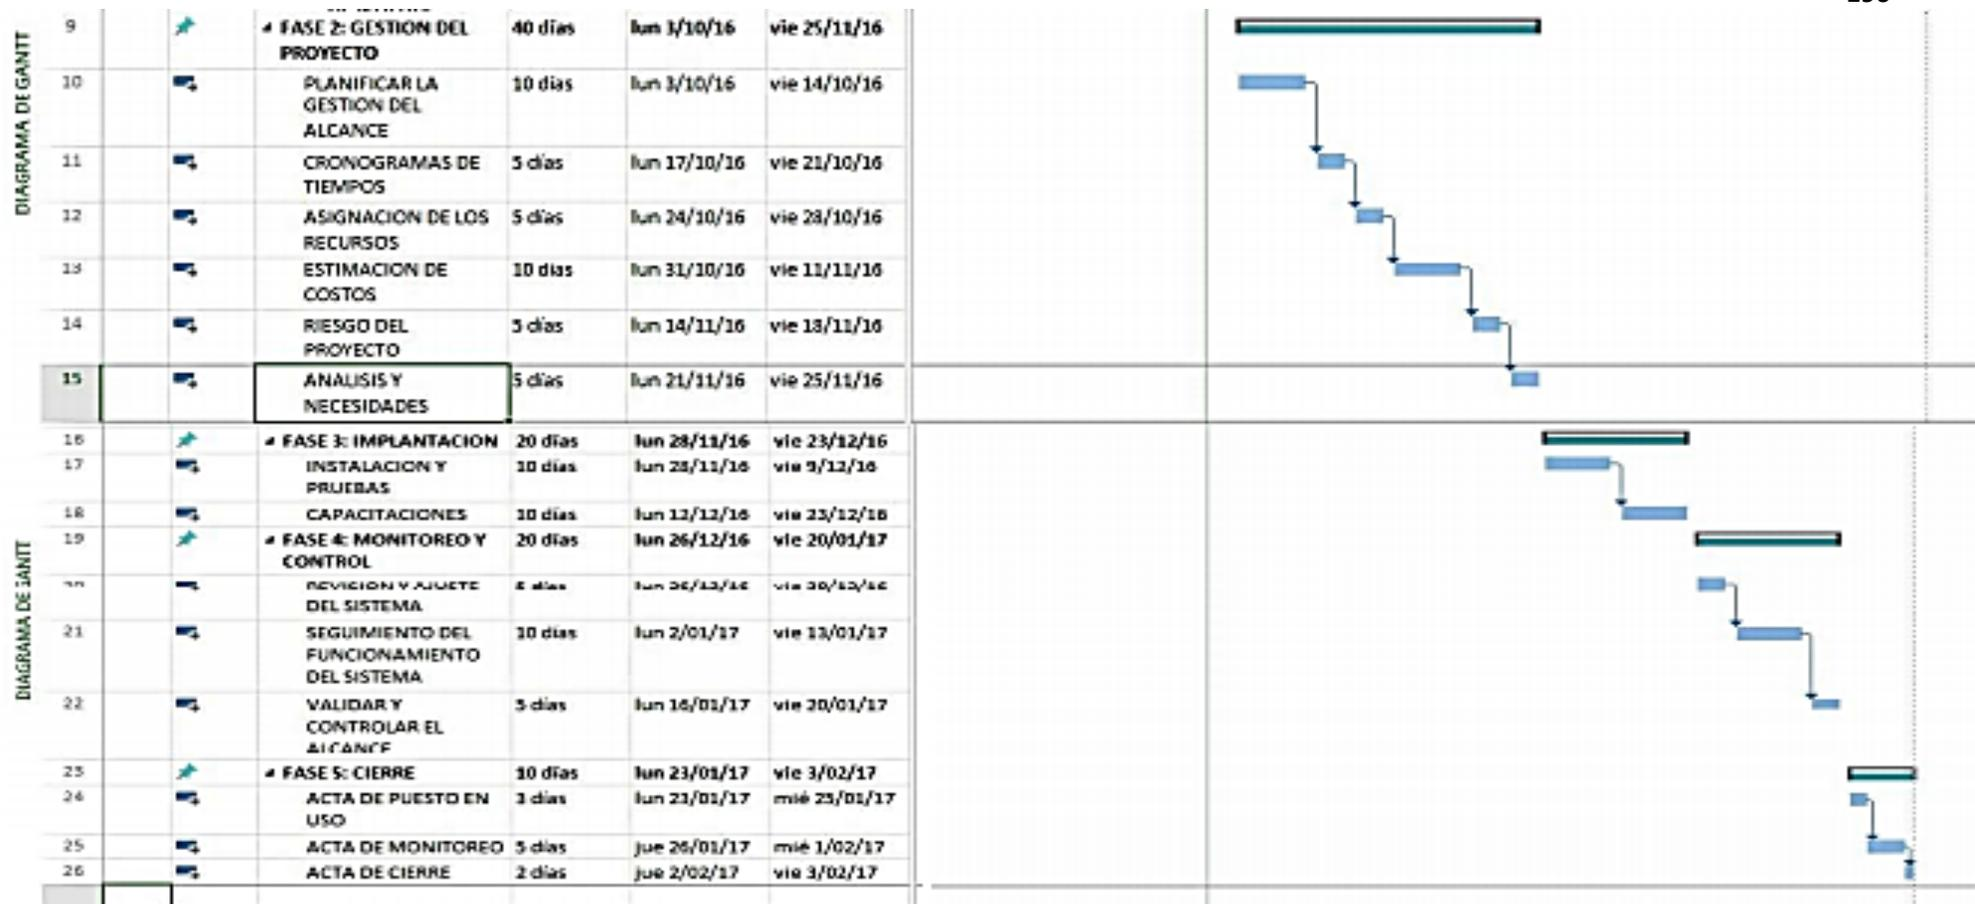 DIAGRAMA DE GANTT
9 FASE 2: GESTION DEL 40 días lun 3/10/16 vie 25/11/16
PROYECTO
10 PLANIFICAR LA 10 días lun 3/10/16 vie 14/10/16
GESTION DEL
ALCANCE
11 CRONOGRAMAS DE 5 días lun 17/10/16 vie 21/10/16
TIEMPOS
12 ASIGNACION DE LOS 5 días lun 24/10/16 vie 28/10/16
RECURSOS
13 ESTIMACION DE 10 días lun 31/10/16 vie 11/11/16
COSTOS
14 RIESGO DEL 5 días lun 14/11/16 vie 18/11/16
PROYECTO
15 ANALISIS Y 5 días lun 21/11/16 vie 25/11/16
NECESIDADES
DIAGRAMA DE GANTT
16 FASE 3: IMPLANTACION 20 días lun 28/11/16 vie 23/12/16
17 INSTALACION Y 10 días lun 28/11/16 vie 9/12/16
PRUEBAS
18 CAPACITACIONES 10 días lun 12/12/16 vie 23/12/16
19 FASE 4: MONITOREO Y 20 días lun 26/12/16 vie 20/01/17
CONTROL
REVISION Y AJUSTE
DEL SISTEMA
21 SEGUIMIENTO DEL 10 días lun 2/01/17 vie 13/01/17
FUNCIONAMIENTO
DEL SISTEMA
22 VALIDAR Y 5 días lun 16/01/17 vie 20/01/17
CONTROLAR EL
ALCANCE
23 FASE 5: CIERRE 10 días lun 23/01/17 vie 3/02/17
24 ACTA DE PUESTO EN 3 días lun 23/01/17 mié 25/01/17
USO
25 ACTA DE MONITOREO 5 días jue 26/01/17 mié 1/02/17
26 ACTA DE CIERRE 2 días jue 2/02/17 vie 3/02/17